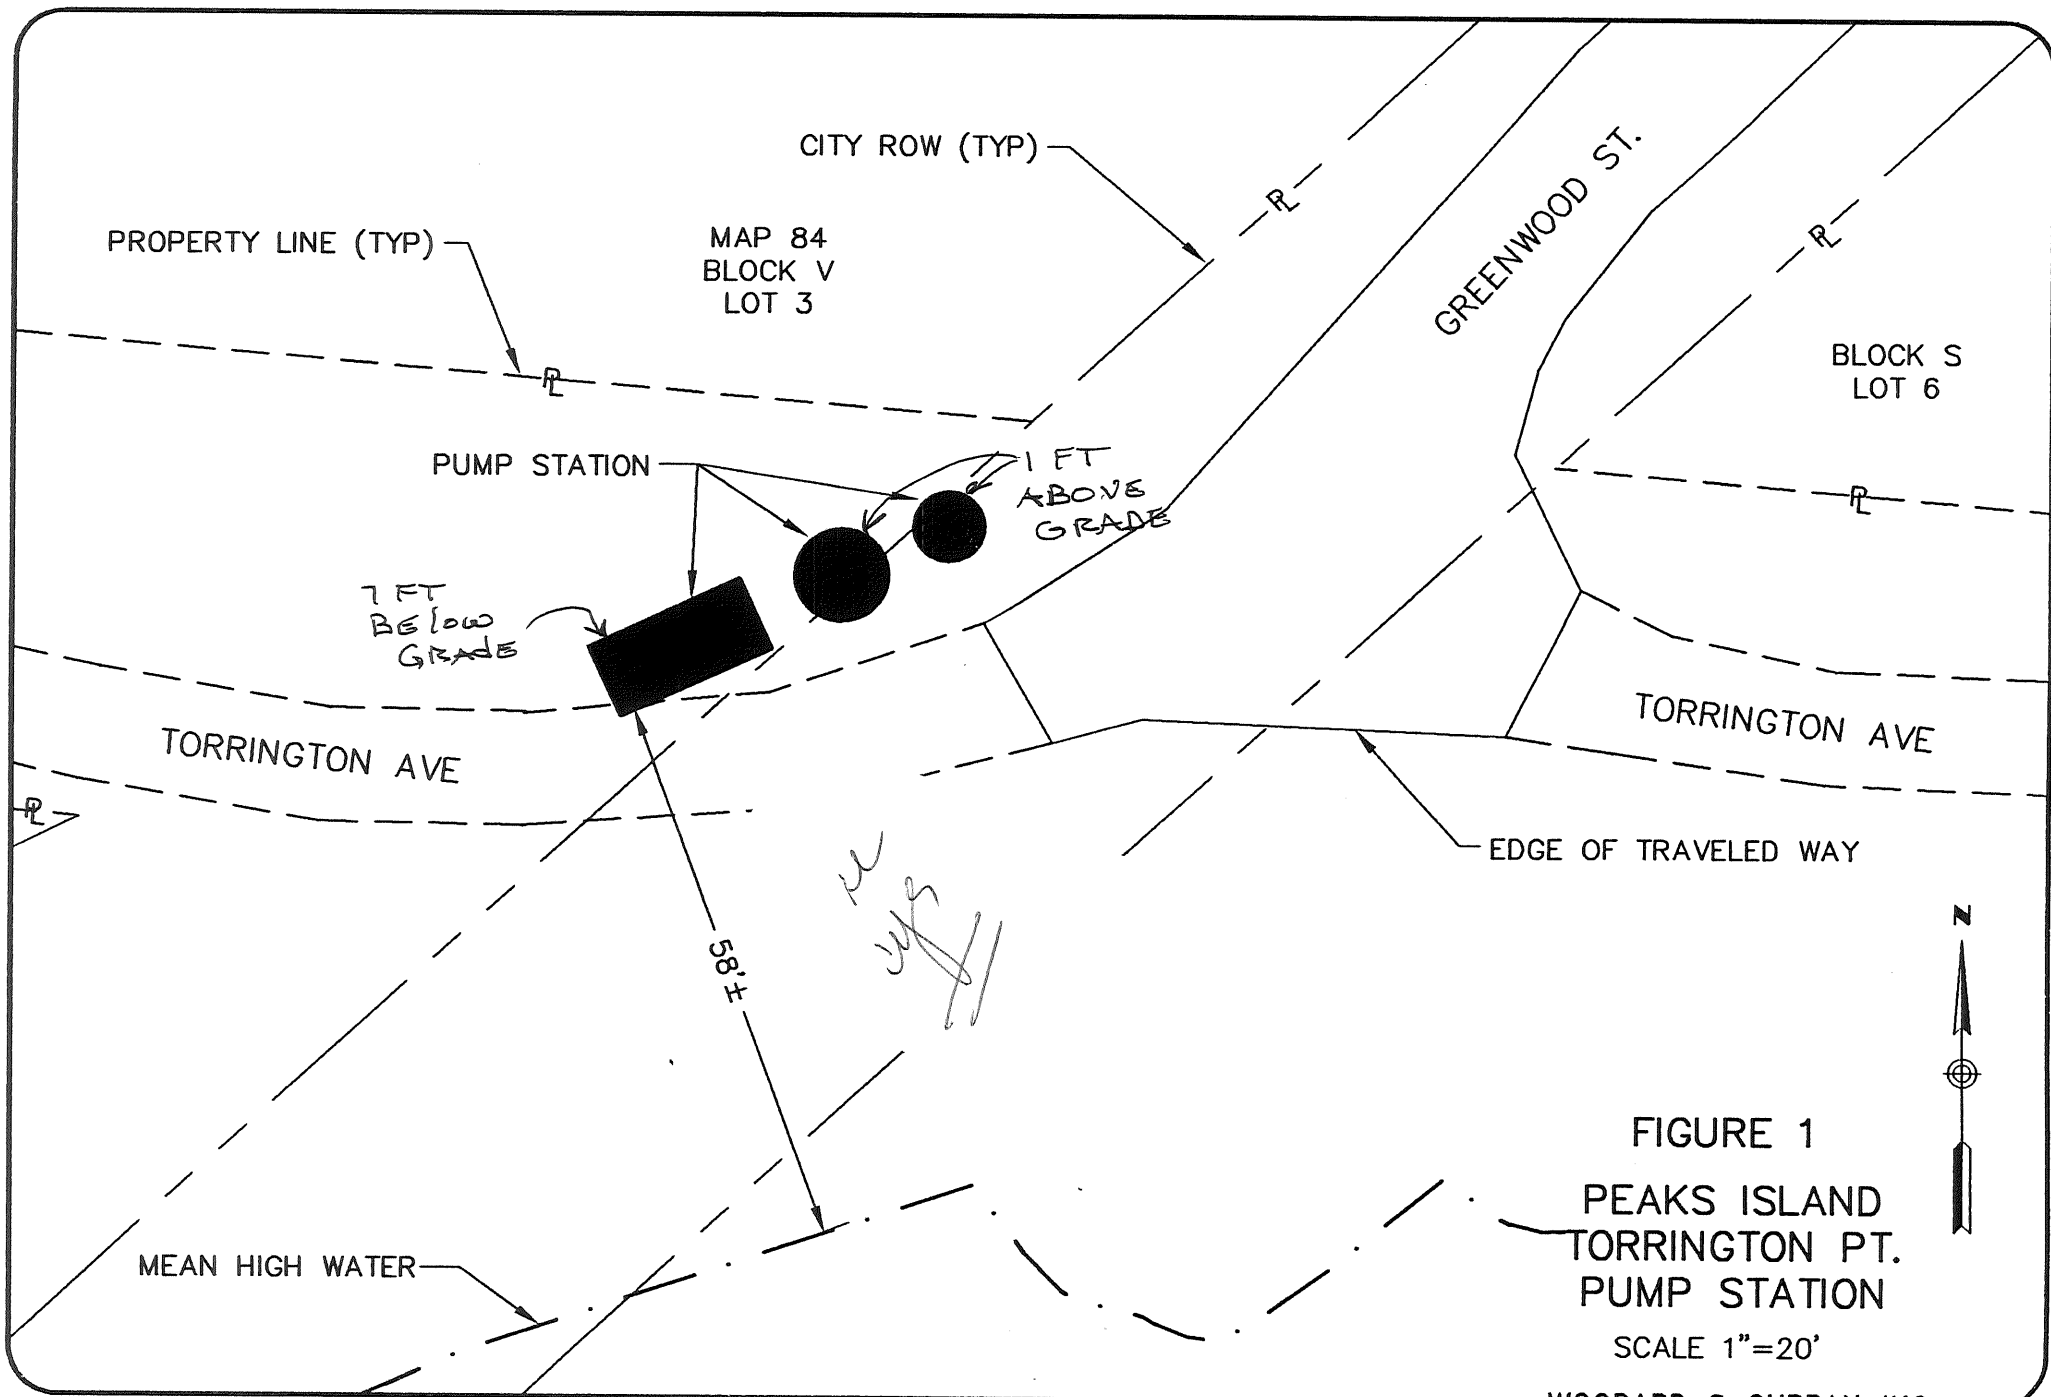 CITY ROW (TYP)
GREENWOOD ST.
PROPERTY LINE (TYP)
MAP 84
BLOCK V
LOT 3
PL
PL
PL
BLOCK S
LOT 6
PUMP STATION
1 FT
ABOVE
GRADE
PL
7 FT
BElow
GRAdE
TORRINGTON AVE
TORRINGTON AVE
PL
EDGE OF TRAVELED WAY
58'±
N
MEAN HIGH WATER
FIGURE 1
PEAKS ISLAND
TORRINGTON PT.
PUMP STATION
SCALE 1"=20'